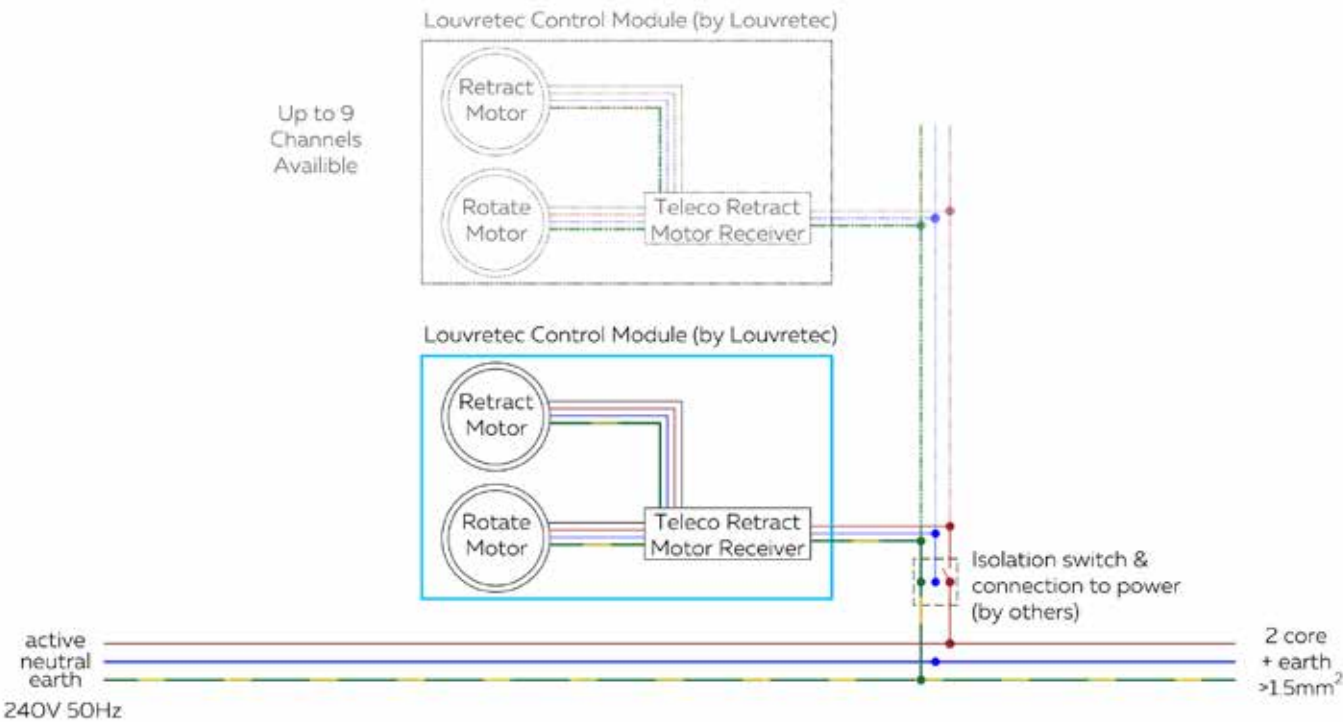 Louvretec Control Module (by Louvretec)
Retract
Motor
Up to 9
Channels
Availible
Rotate
Motor
Teleco Retract
Motor Receiver
Louvretec Control Module (by Louvretec)
Retract
Motor
Rotate
Motor
Teleco Retract
Motor Receiver
Isolation switch &
connection to power
(by others)
active
neutral
earth
240V 50Hz
2 core
+ earth
>1.5mm²